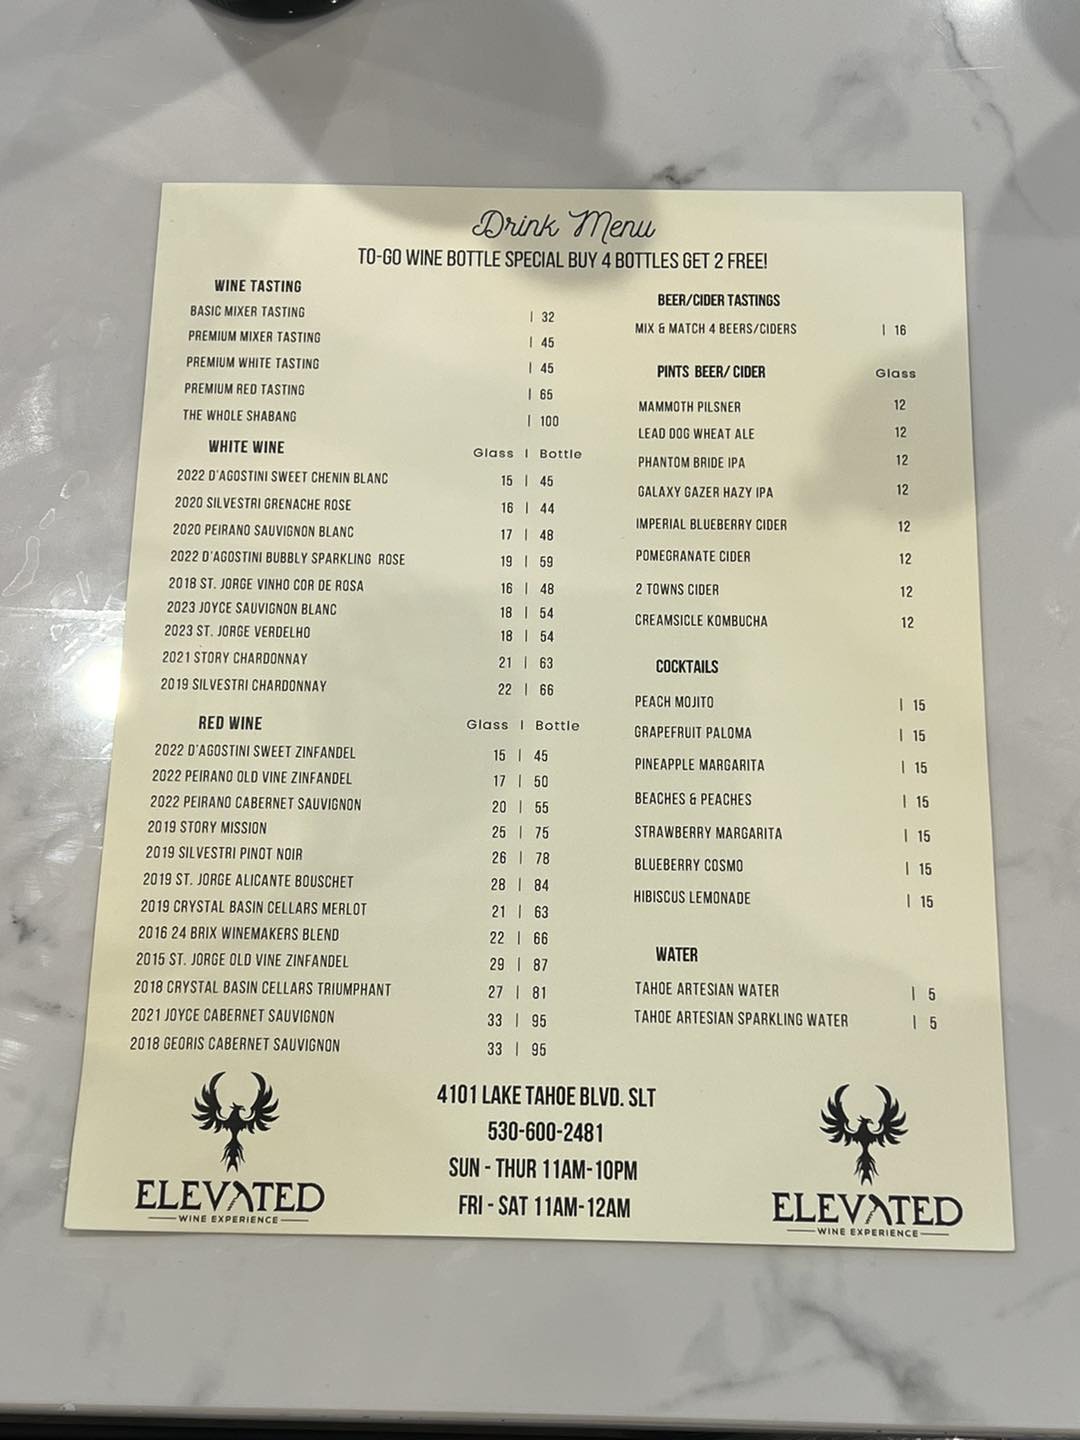 Drink Menu
TO-GO WINE BOTTLE SPECIAL BUY 4 BOTTLES GET 2 FREE!
WINE TASTING
BASIC MIXER TASTING | 32
PREMIUM MIXER TASTING | 45
PREMIUM WHITE TASTING | 45
PREMIUM RED TASTING | 65
THE WHOLE SHABANG | 100
WHITE WINE Glass | Bottle
2022 D'AGOSTINI SWEET CHENIN BLANC 15 | 45
2020 SILVESTRI GRENACHE ROSE 16 | 44
2020 PEIRANO SAUVIGNON BLANC 17 | 48
2022 D'AGOSTINI BUBBLY SPARKLING ROSE 19 | 59
2018 ST. JORGE VINHO COR DE ROSA 16 | 48
2023 JOYCE SAUVIGNON BLANC 18 | 54
2023 ST. JORGE VERDELHO 18 | 54
2021 STORY CHARDONNAY 21 | 63
2019 SILVESTRI CHARDONNAY 22 | 66
RED WINE Glass | Bottle
2022 D'AGOSTINI SWEET ZINFANDEL 15 | 45
2022 PEIRANO OLD VINE ZINFANDEL 17 | 50
2022 PEIRANO CABERNET SAUVIGNON 20 | 55
2019 STORY MISSION 25 | 75
2019 SILVESTRI PINOT NOIR 26 | 78
2019 ST. JORGE ALICANTE BOUSCHET 28 | 84
2019 CRYSTAL BASIN CELLARS MERLOT 21 | 63
2016 24 BRIX WINEMAKERS BLEND 22 | 66
2015 ST. JORGE OLD VINE ZINFANDEL 29 | 87
2018 CRYSTAL BASIN CELLARS TRIUMPHANT 27 | 81
2021 JOYCE CABERNET SAUVIGNON 33 | 95
2018 GEORIS CABERNET SAUVIGNON 33 | 95
BEER/CIDER TASTINGS
MIX & MATCH 4 BEERS/CIDERS | 16
PINTS BEER/ CIDER Glass
MAMMOTH PILSNER 12
LEAD DOG WHEAT ALE 12
PHANTOM BRIDE IPA 12
GALAXY GAZER HAZY IPA 12
IMPERIAL BLUEBERRY CIDER 12
POMEGRANATE CIDER 12
2 TOWNS CIDER 12
CREAMSICLE KOMBUCHA 12
COCKTAILS
PEACH MOJITO | 15
GRAPEFRUIT PALOMA | 15
PINEAPPLE MARGARITA | 15
BEACHES & PEACHES | 15
STRAWBERRY MARGARITA | 15
BLUEBERRY COSMO | 15
HIBISCUS LEMONADE | 15
WATER
TAHOE ARTESIAN WATER | 5
TAHOE ARTESIAN SPARKLING WATER | 5
4101 LAKE TAHOE BLVD. SLT
530-600-2481
SUN - THUR 11AM-10PM
FRI - SAT 11AM-12AM
ELEVATED
WINE EXPERIENCE
ELEVATED
WINE EXPERIENCE